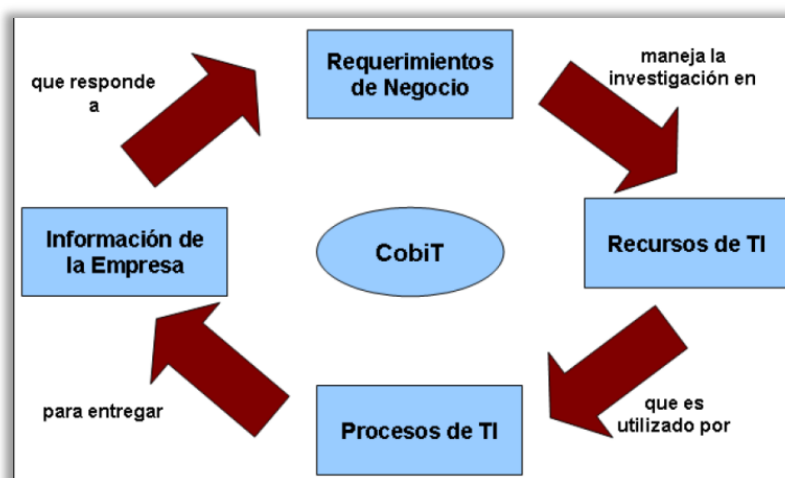 Requerimientos
de Negocio
maneja la
investigación en
Recursos de TI
que es
utilizado por
Procesos de TI
para entregar
Información de
la Empresa
que responde
a
CobiT